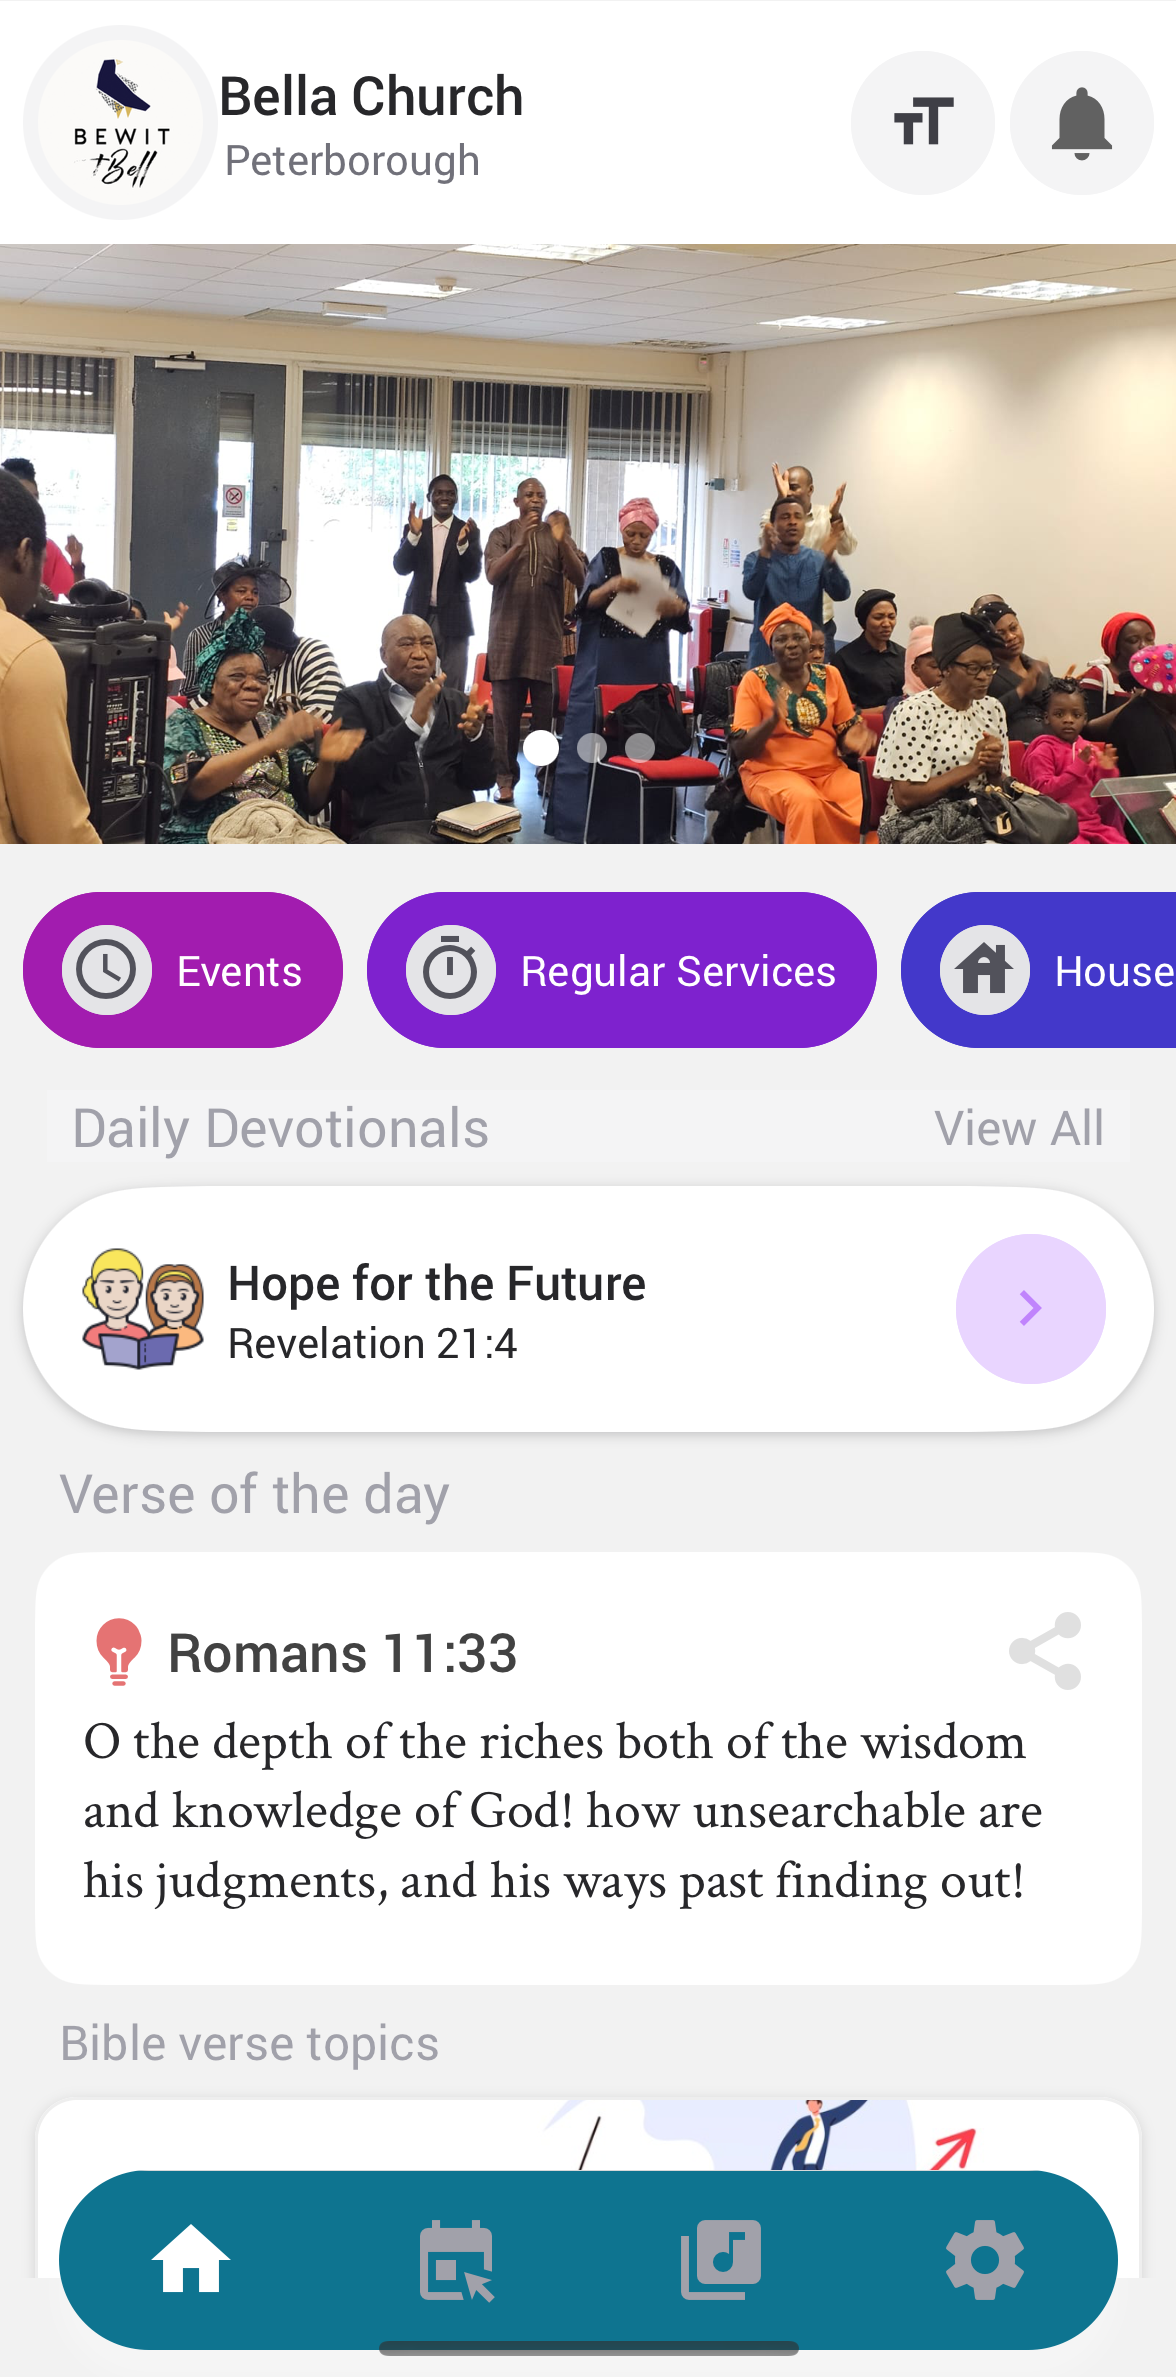 BEWIT
Bella Church
Peterborough
Events
Regular Services
House
Daily Devotionals
View All
Hope for the Future
Revelation 21:4
Verse of the day
Romans 11:33
O the depth of the riches both of the wisdom
and knowledge of God! how unsearchable are
his judgments, and his ways past finding out!
Bible verse topics